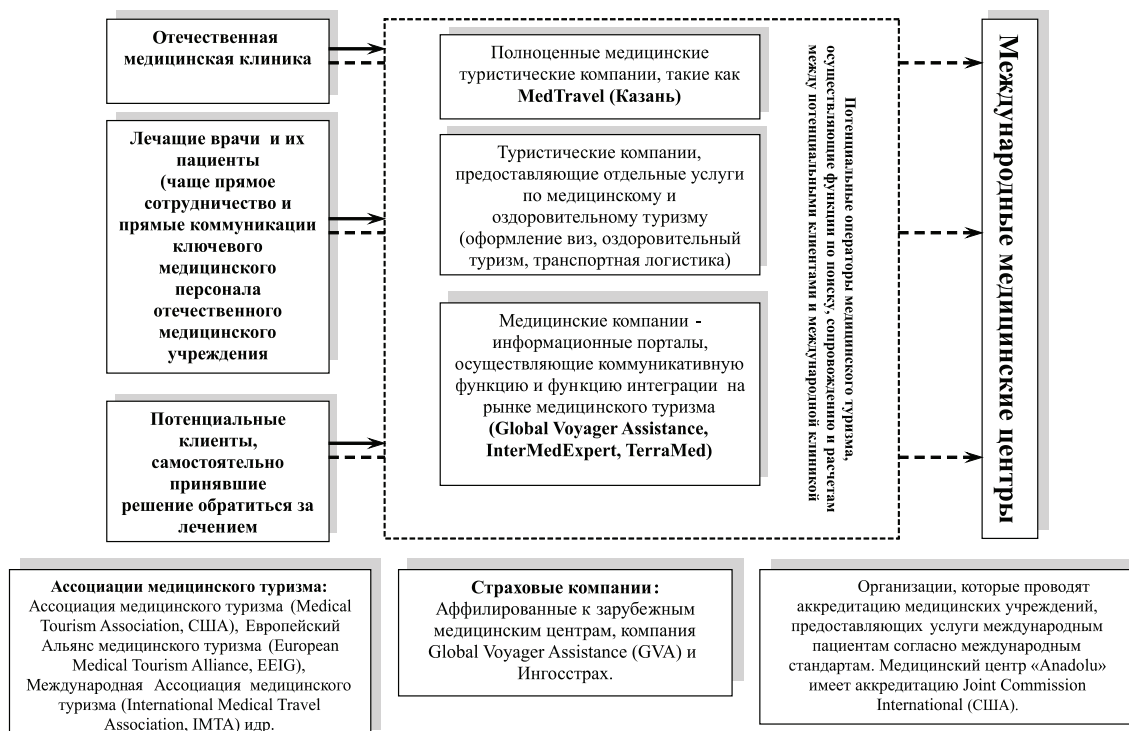 Отечественная
медицинская клиника
Лечащие врачи и их
пациенты
(чаще прямое
сотрудничество и
прямые коммуникации
ключевого
медицинского
персонала
отечественного
медицинского
учреждения
Потенциальные
клиенты,
самостоятельно
принявшие
решение обратиться за
лечением
Полноценные медицинские
туристические компании, такие как
MedTravel (Казань)
Туристические компании,
предоставляющие отдельные услуги
по медицинскому и
оздоровительному туризму
(оформление виз, оздоровительный
туризм, транспортная логистика)
Медицинские компании -
информационные порталы,
осуществляющие коммуникативную
функцию и функцию интеграции на
рынке медицинского туризма
(Global Voyager Assistance,
InterMedExpert, TerraMed)
Потенциальные операторы медицинского туризма,
осуществляющие функции по поиску, сопровождению и расчетам
между потенциальными клиентами и международной клиникой
Международные медицинские центры
Ассоциации медицинского туризма:
Ассоциация медицинского туризма (Medical
Tourism Association, США), Европейский
Альянс медицинского туризма (European
Medical Tourism Alliance, EEIG),
Международная Ассоциация медицинского
туризма (International Medical Travel
Association, IMTA) идр.
Страховые компании:
Аффилированные к зарубежным
медицинским центрам, компания
Global Voyager Assistance (GVA) и
Ингосстрах.
Организации, которые проводят
аккредитацию медицинских учреждений,
предоставляющих услуги международным
пациентам согласно международным
стандартам. Медицинский центр «Anadolu»
имеет аккредитацию Joint Commission
International (США).